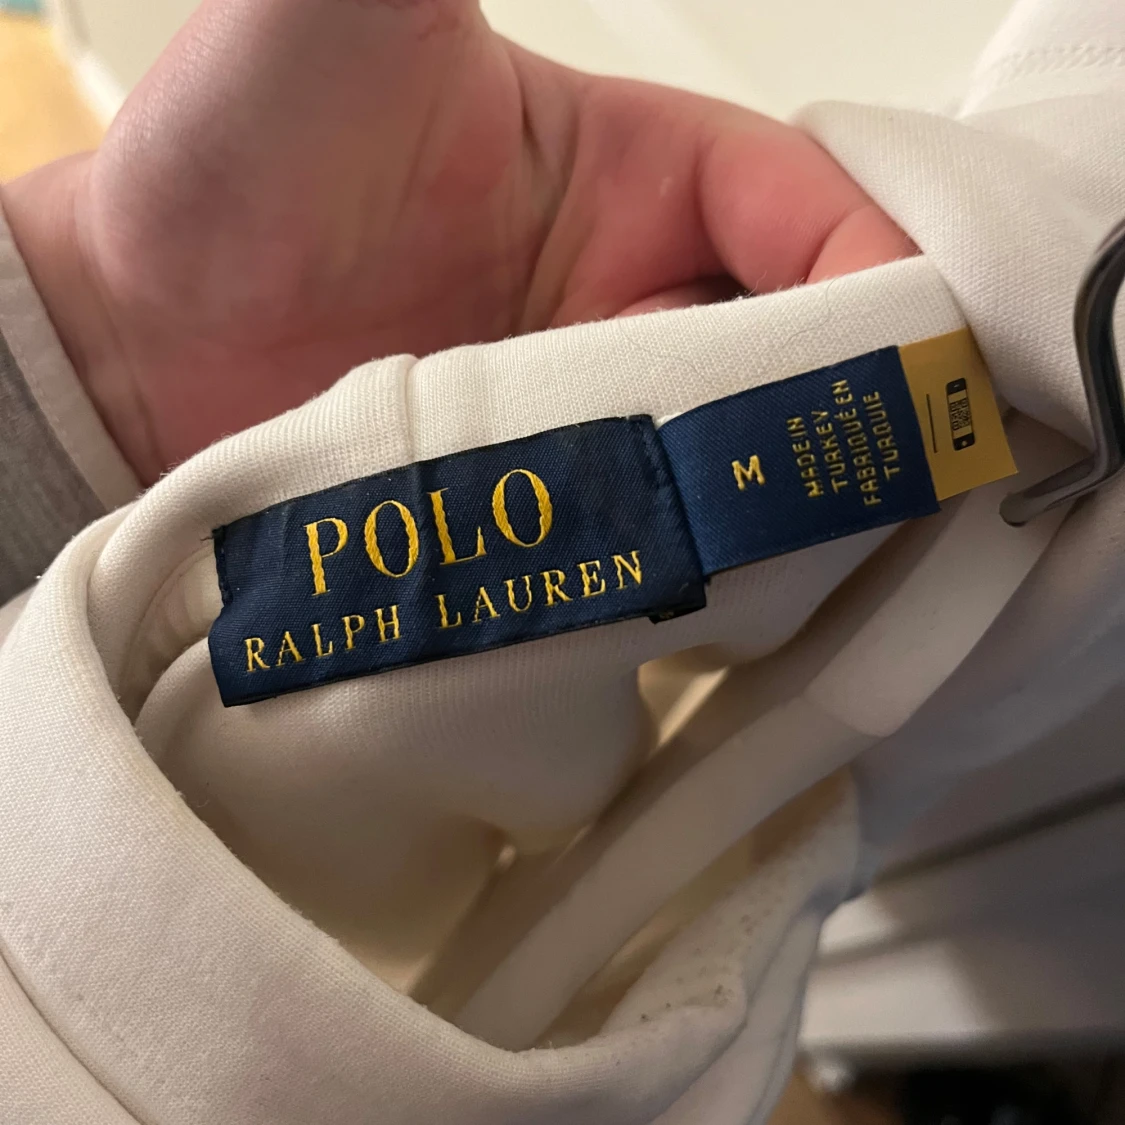 POLO
RALPH LAUREN
M
MADE IN
TURKEY
FABRIQUÉ EN
TURQUIE